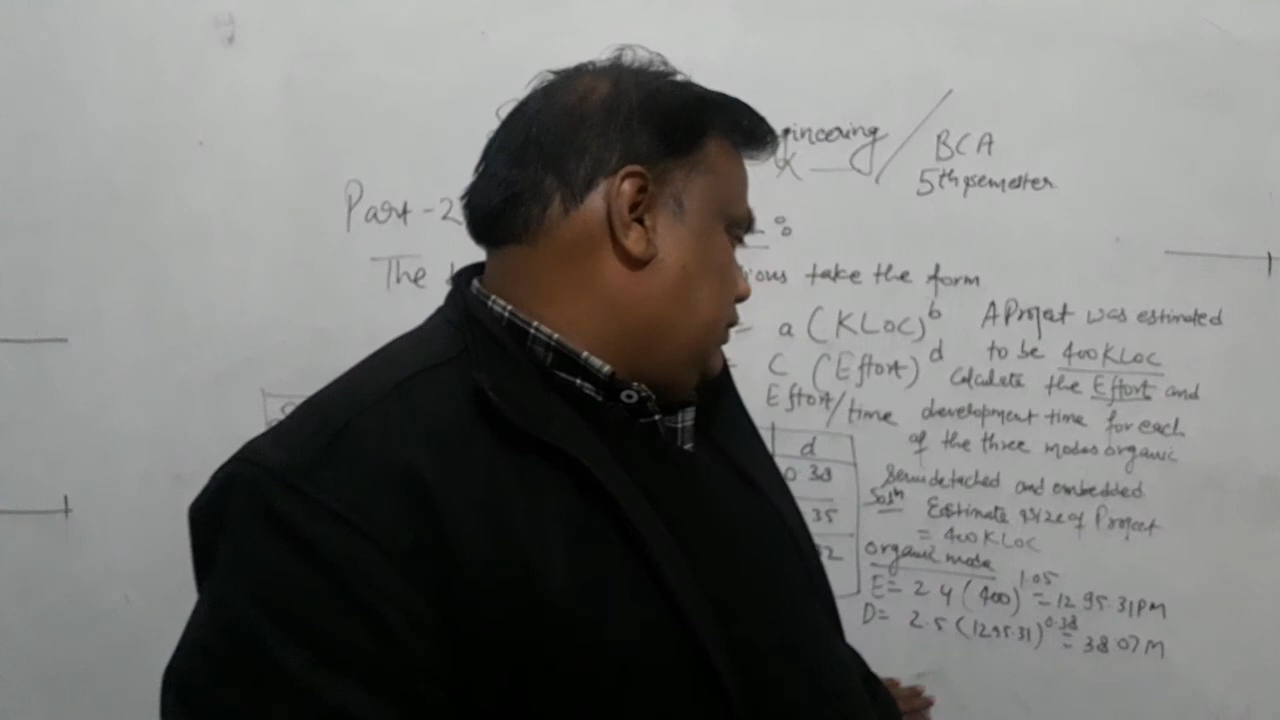 gineering / BCA
5th semester
Part-2
The
ious take the form
a (KLOC)^b
C (Effort)^d
Effort/time
d
0.38
35
32
A Project was estimated
to be 400 KLOC
Calculate the Effort and
development time for each
of the three modes organic
Semidetached and embedded
Solⁿ Estimate size of Project
= 400 KLOC
organic mode
E = 2.4 (400)^1.05 = 1295.31 PM
D = 2.5 (1295.31)^0.38 = 38.07 M